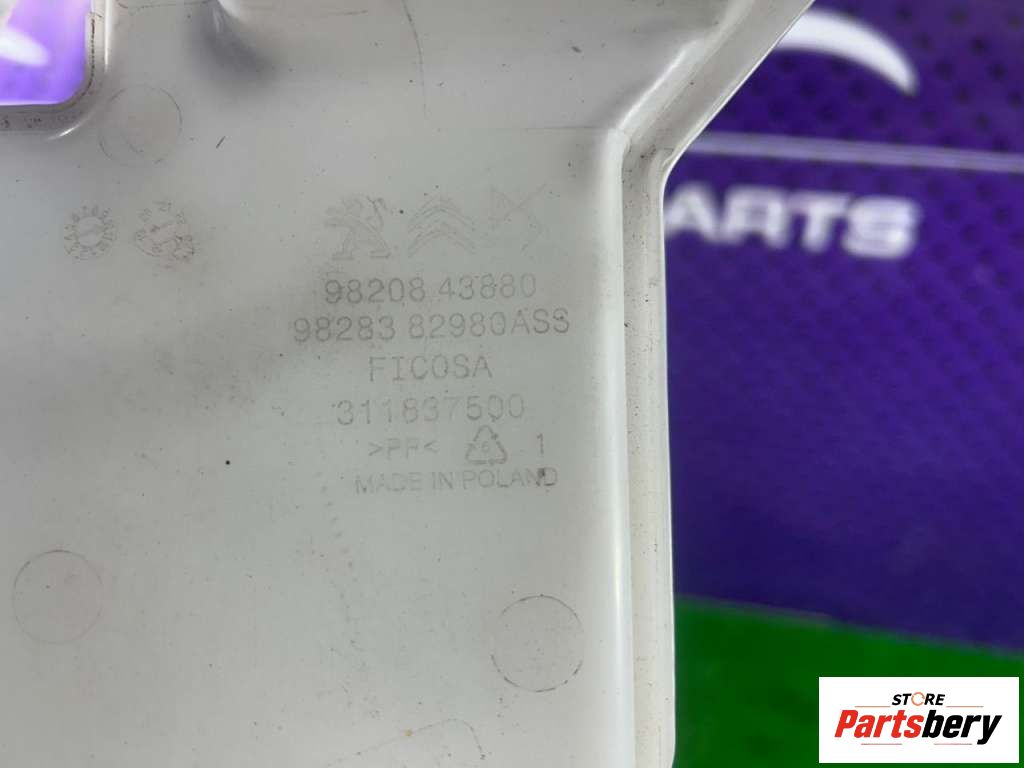 ARTS
98208 43880
98283 82980ASS
FICOSA
311837500
>PP< 1
MADE IN POLAND
STORE
Partsbery